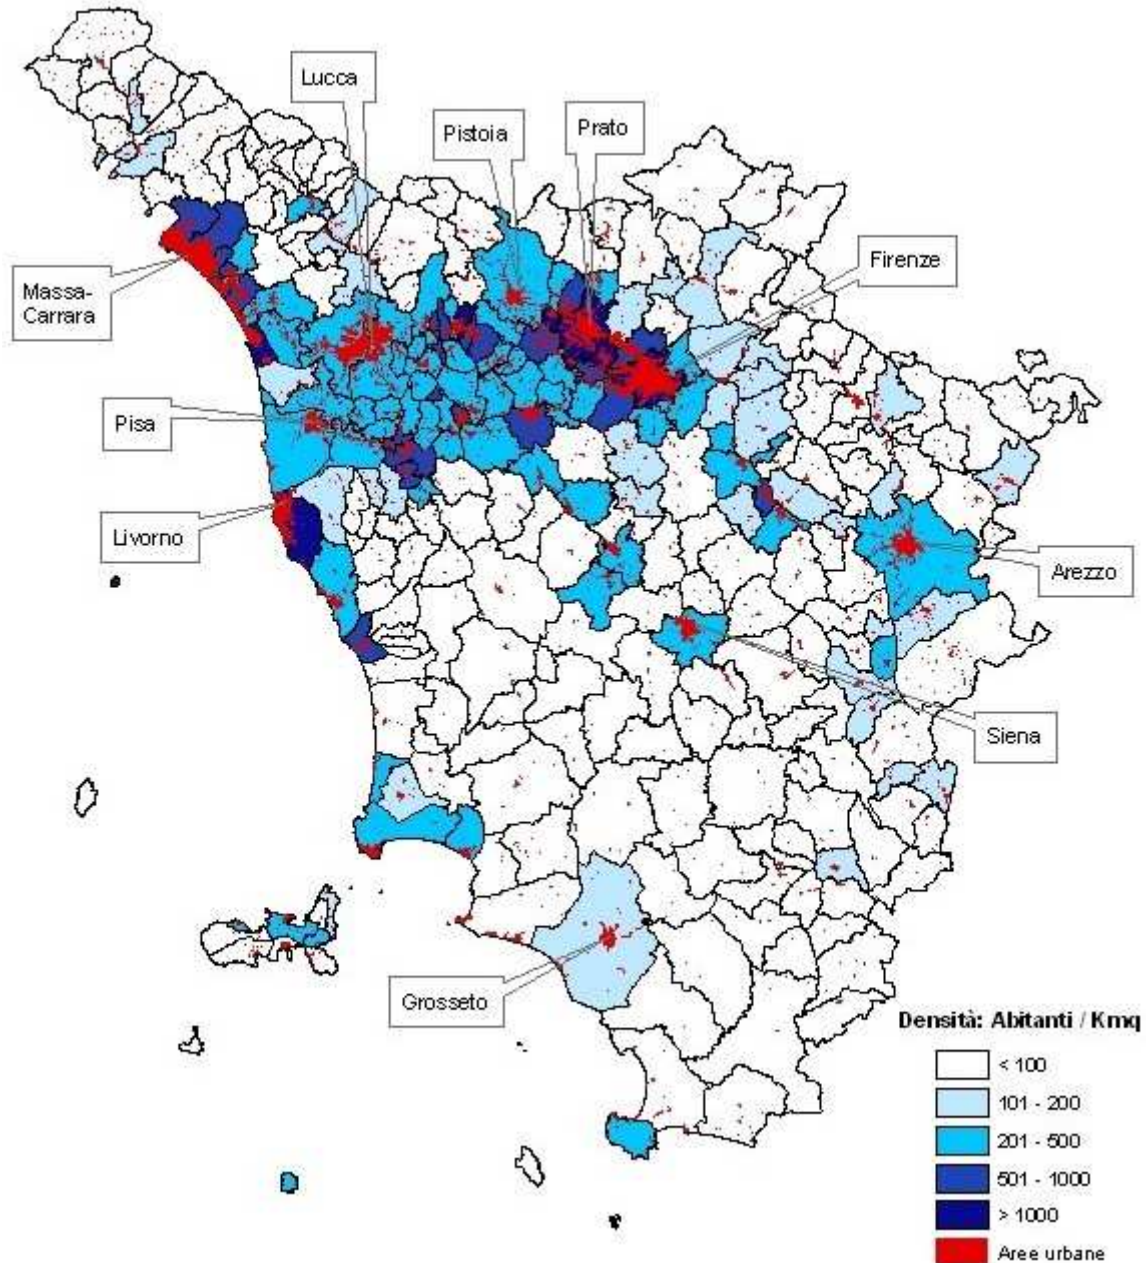 Lucca
Pistoia
Prato
Firenze
Massa-
Carrara
Pisa
Livorno
Arezzo
Siena
Grosseto
Densità: Abitanti / Kmq
< 100
101 - 200
201 - 500
501 - 1000
> 1000
Aree urbane